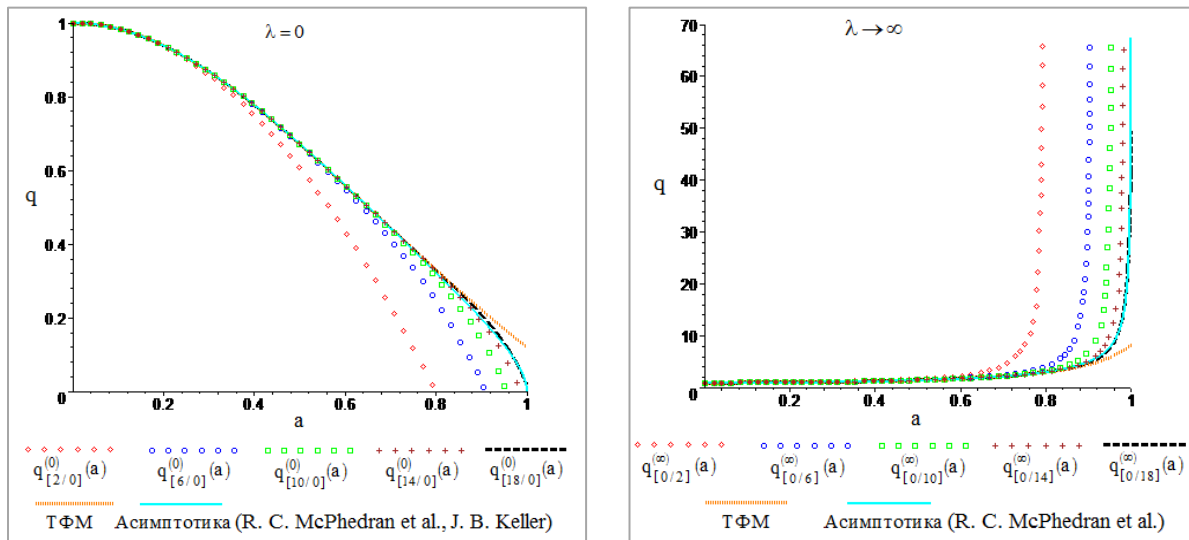 λ = 0
1
0.8
0.6
q
0.4
0.2
0
0.2 0.4 0.6 0.8 1
a
q[2/0]^(0)(a) q[6/0]^(0)(a) q[10/0]^(0)(a) q[14/0]^(0)(a) q[18/0]^(0)(a)
ТФМ Асимптотика (R. C. McPhedran et al., J. B. Keller)
λ → ∞
70
60
50
q
40
30
20
10
0
0.2 0.4 0.6 0.8 1
a
q[0/2]^(∞)(a) q[0/6]^(∞)(a) q[0/10]^(∞)(a) q[0/14]^(∞)(a) q[0/18]^(∞)(a)
ТФМ Асимптотика (R. C. McPhedran et al.)